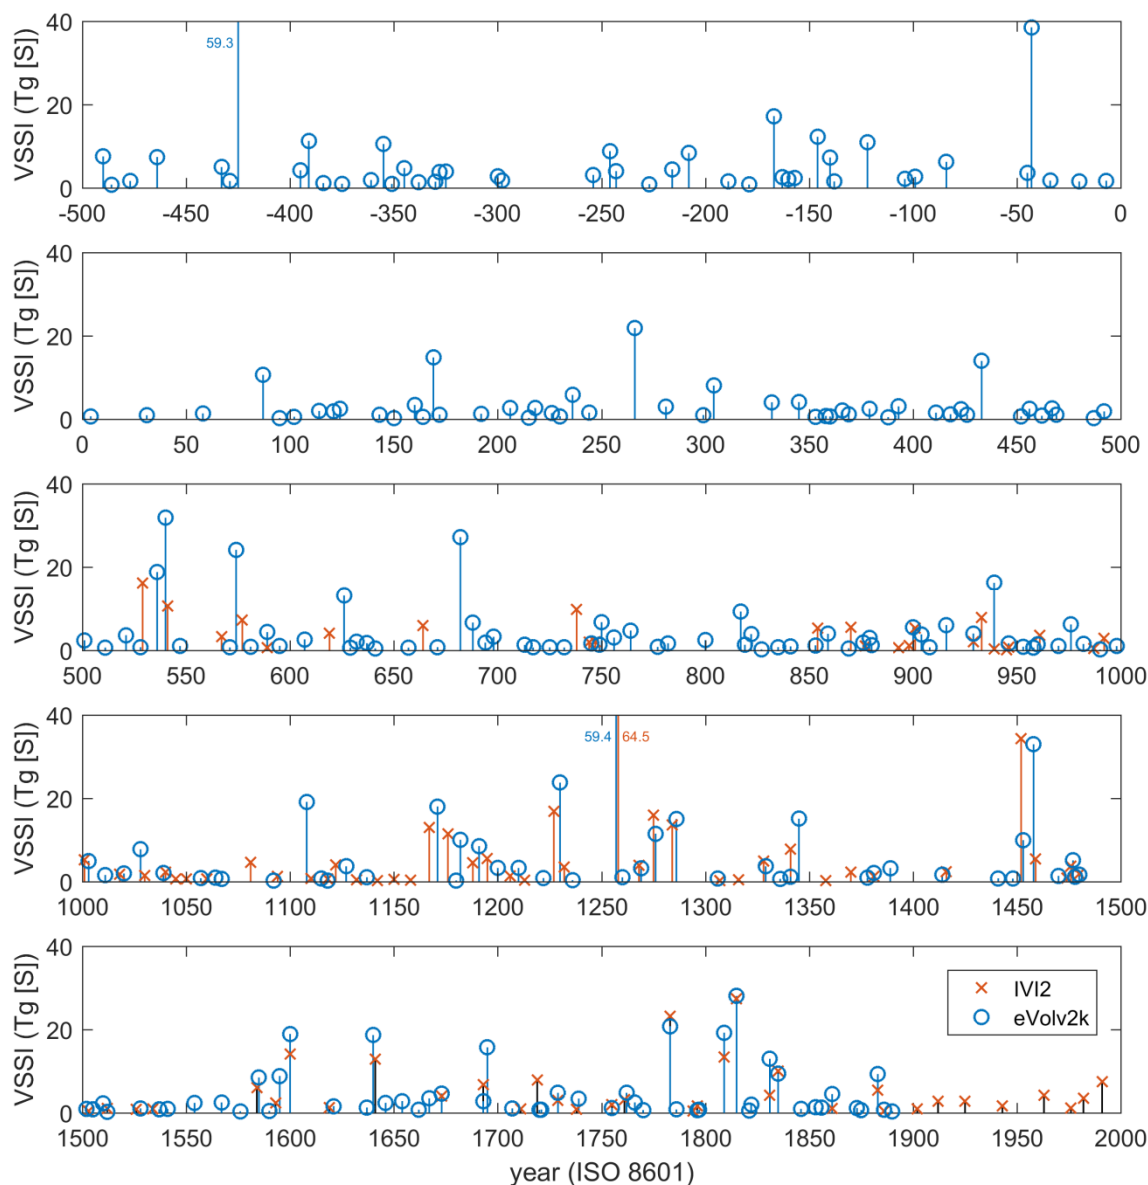 VSSI (Tg [S])
40
20
0
59.3
-500 -450 -400 -350 -300 -250 -200 -150 -100 -50 0
VSSI (Tg [S])
40
20
0
0 50 100 150 200 250 300 350 400 450 500
VSSI (Tg [S])
40
20
0
500 550 600 650 700 750 800 850 900 950 1000
VSSI (Tg [S])
40
20
0
59.4 64.5
1000 1050 1100 1150 1200 1250 1300 1350 1400 1450 1500
VSSI (Tg [S])
40
20
0
IVI2
eVolv2k
1500 1550 1600 1650 1700 1750 1800 1850 1900 1950 2000
year (ISO 8601)